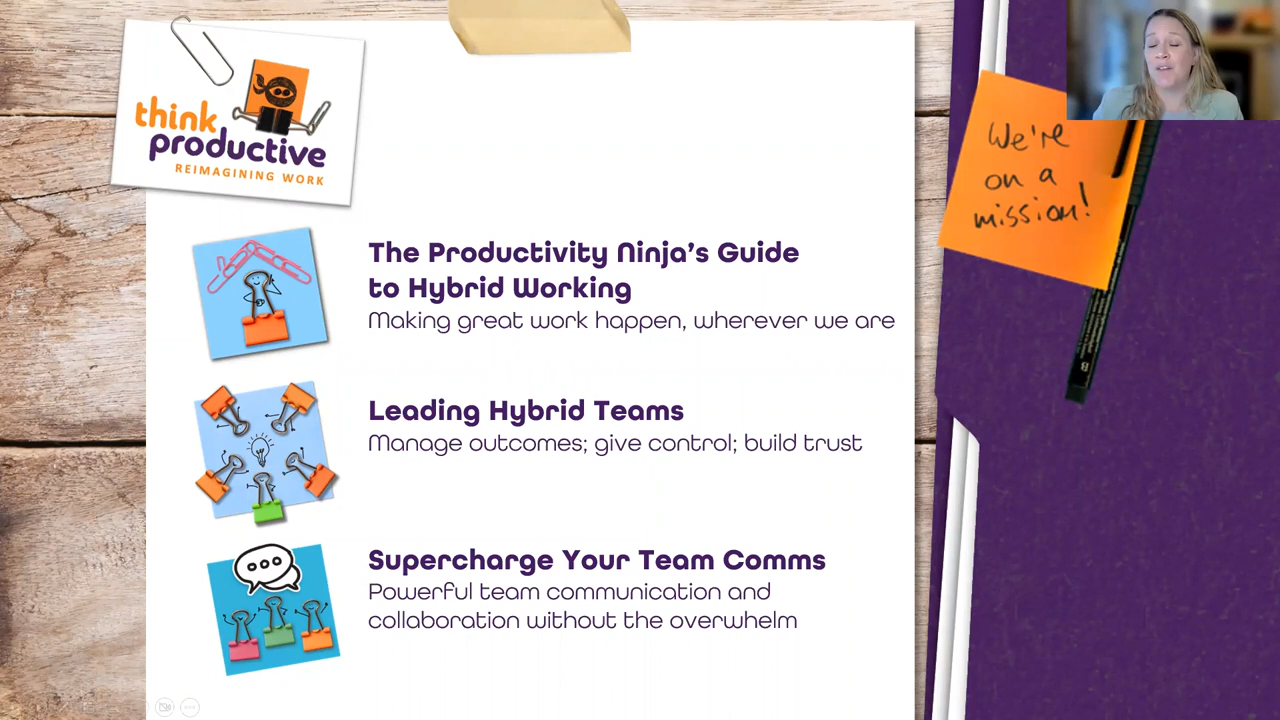 think
productive
REIMAGINING WORK
We're
on a
mission!
The Productivity Ninja's Guide
to Hybrid Working
Making great work happen, wherever we are
Leading Hybrid Teams
Manage outcomes; give control; build trust
Supercharge Your Team Comms
Powerful team communication and
collaboration without the overwhelm